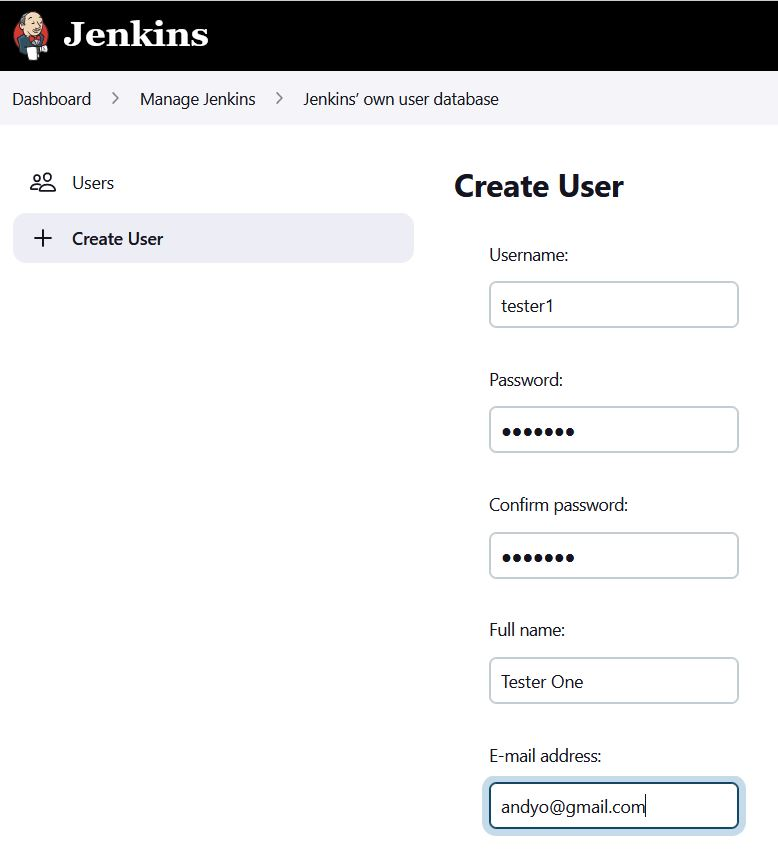 Jenkins
Dashboard > Manage Jenkins > Jenkins’ own user database
Users
Create User
Create User
Username:
tester1
Password:
•••••••
Confirm password:
•••••••
Full name:
Tester One
E-mail address:
andyo@gmail.com